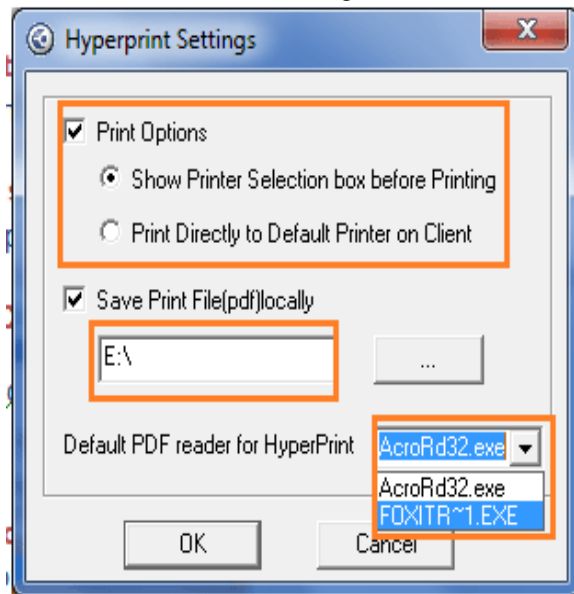 Hyperprint Settings
X
Print Options
Show Printer Selection box before Printing
Print Directly to Default Printer on Client
Save Print File(pdf)locally
E:\
...
Default PDF reader for HyperPrint AcroRd32.exe
AcroRd32.exe
FOXITR~1.EXE
OK Cancel